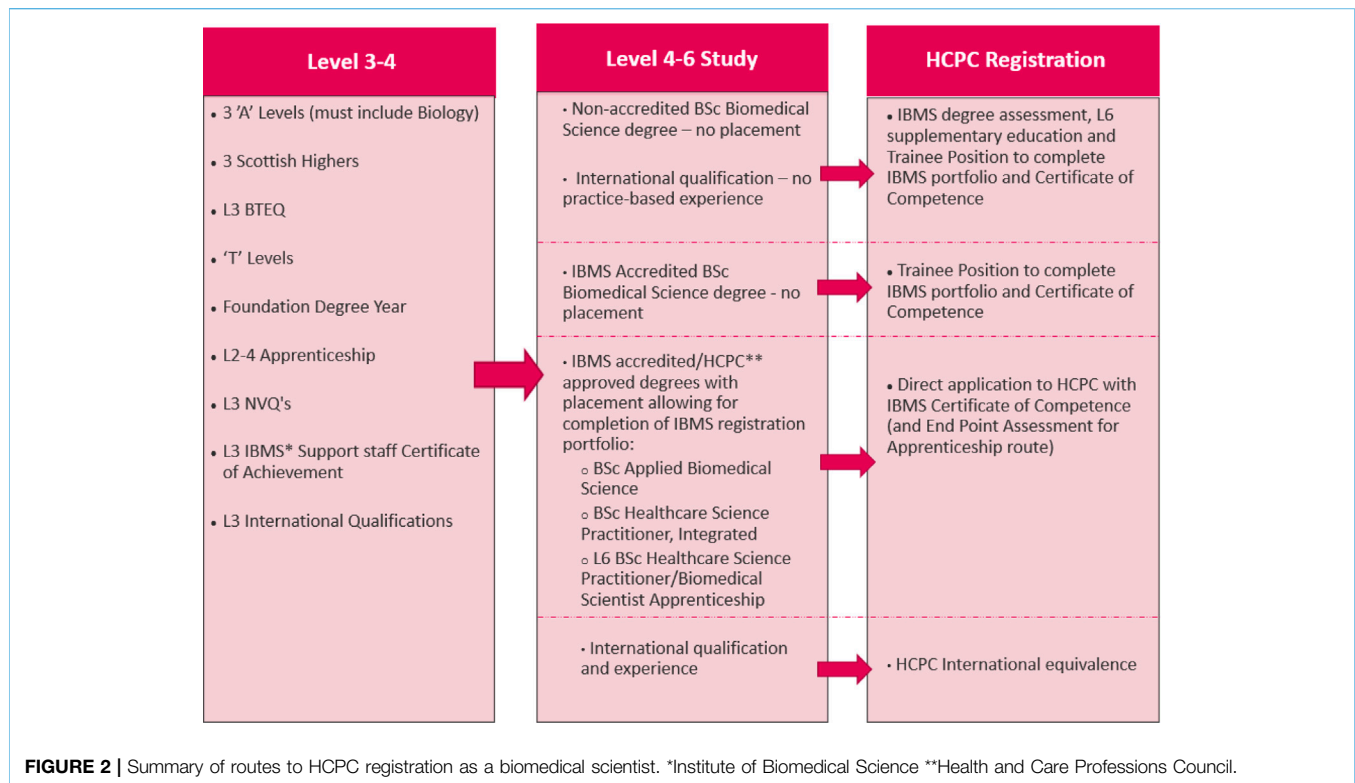 Level 3-4
• 3 'A' Levels (must include Biology)
• 3 Scottish Highers
• L3 BTEQ
• ‘T’ Levels
• Foundation Degree Year
• L2-4 Apprenticeship
• L3 NVQ's
• L3 IBMS* Support staff Certificate
of Achievement
• L3 International Qualifications
Level 4-6 Study
• Non-accredited BSc Biomedical
Science degree – no placement
• International qualification – no
practice-based experience
• IBMS Accredited BSc
Biomedical Science degree - no
placement
• IBMS accredited/HCPC**
approved degrees with
placement allowing for
completion of IBMS registration
portfolio:
○ BSc Applied Biomedical
Science
○ BSc Healthcare Science
Practitioner, Integrated
○ L6 BSc Healthcare Science
Practitioner/Biomedical
Scientist Apprenticeship
• International qualification
and experience
HCPC Registration
• IBMS degree assessment, L6
supplementary education and
Trainee Position to complete
IBMS portfolio and Certificate of
Competence
• Trainee Position to complete
IBMS portfolio and Certificate of
Competence
• Direct application to HCPC with
IBMS Certificate of Competence
(and End Point Assessment for
Apprenticeship route)
• HCPC International equivalence
FIGURE 2 | Summary of routes to HCPC registration as a biomedical scientist. *Institute of Biomedical Science **Health and Care Professions Council.